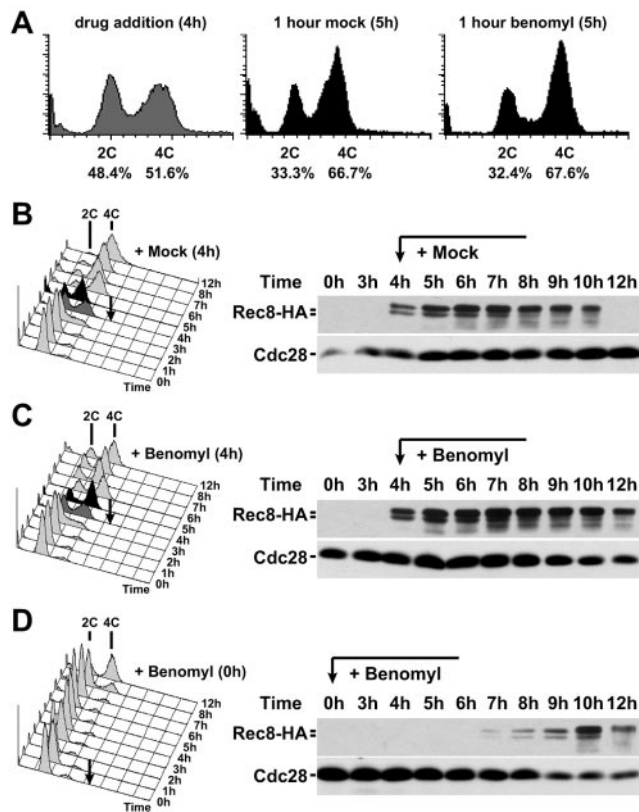 A
drug addition (4h)
1 hour mock (5h)
1 hour benomyl (5h)
2C 4C
48.4% 51.6%
2C 4C
33.3% 66.7%
2C 4C
32.4% 67.6%
B
2C 4C
+ Mock (4h)
12h
8h
7h
6h
5h
4h
3h
2h
1h
0h
Time
+ Mock
Time 0h 3h 4h 5h 6h 7h 8h 9h 10h 12h
Rec8-HA
Cdc28
C
2C 4C
+ Benomyl (4h)
12h
8h
7h
6h
5h
4h
3h
2h
1h
0h
Time
+ Benomyl
Time 0h 3h 4h 5h 6h 7h 8h 9h 10h 12h
Rec8-HA
Cdc28
D
2C 4C
+ Benomyl (0h)
12h
8h
7h
6h
5h
4h
3h
2h
1h
0h
Time
+ Benomyl
Time 0h 3h 4h 5h 6h 7h 8h 9h 10h 12h
Rec8-HA
Cdc28